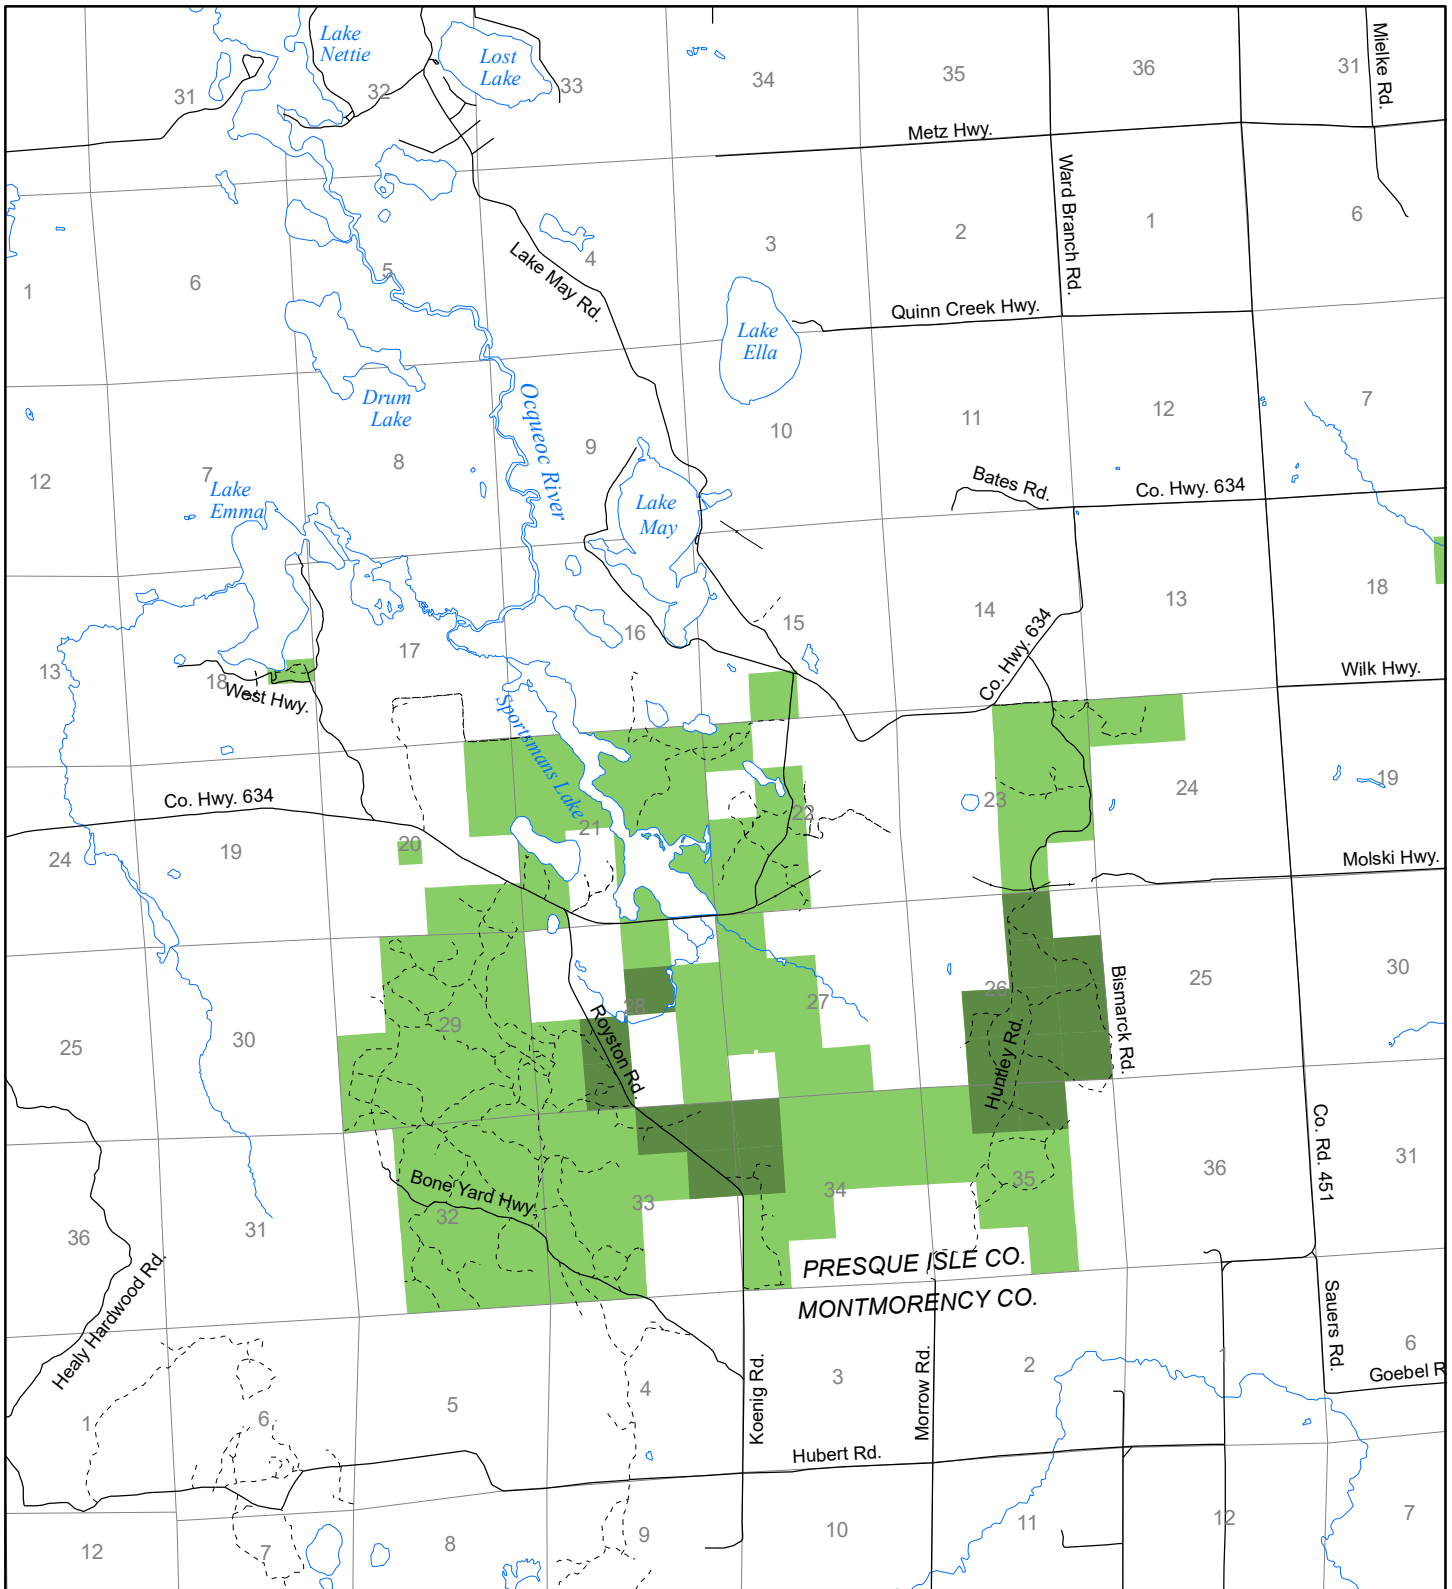 Lake
Nettie
Lost
Lake
31
32
33
34
35
36
31
Mielke Rd.
Metz Hwy.
Ward Branch Rd.
1
6
5
4
3
2
1
6
Lake May Rd.
Quinn Creek Hwy.
Lake
Ella
Drum
Lake
Ocqueoc River
12
7
8
9
10
11
12
7
Lake
Emma
Lake
May
Bates Rd.
Co. Hwy. 634
13
18
17
16
15
14
13
18
West Hwy.
Co. Hwy. 634
Wilk Hwy.
Sportsmans Lake
Co. Hwy. 634
24
19
20
21
22
23
24
19
Molski Hwy.
25
30
29
28
27
26
25
30
Royston Rd.
Huntley Rd.
Bismarck Rd.
Co. Rd. 451
36
31
32
33
34
35
36
31
Bone Yard Hwy.
Healy Hardwood Rd.
PRESQUE ISLE CO.
MONTMORENCY CO.
Sauers Rd.
1
6
5
4
3
2
1
6
Goebel R
Koenig Rd.
Morrow Rd.
Hubert Rd.
12
7
8
9
10
11
12
7